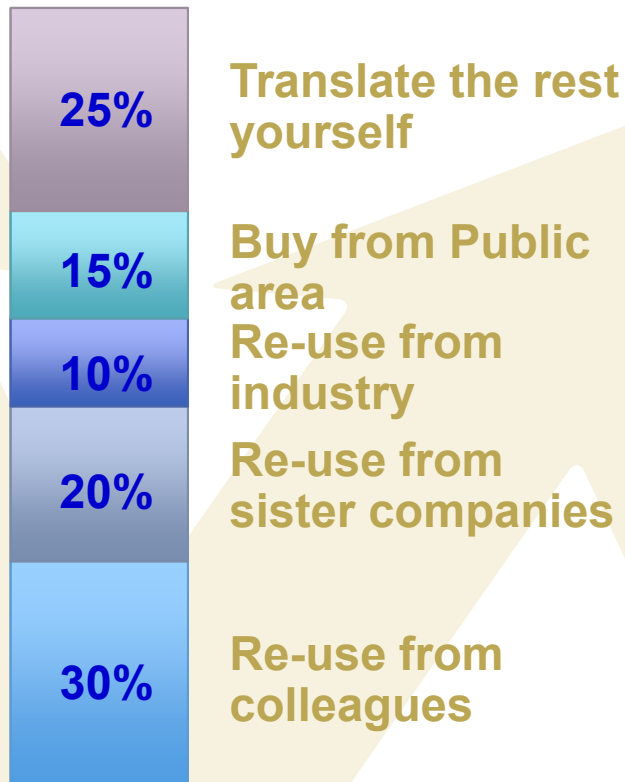 25%
Translate the rest
yourself
15%
Buy from Public
area
10%
Re-use from
industry
20%
Re-use from
sister companies
30%
Re-use from
colleagues